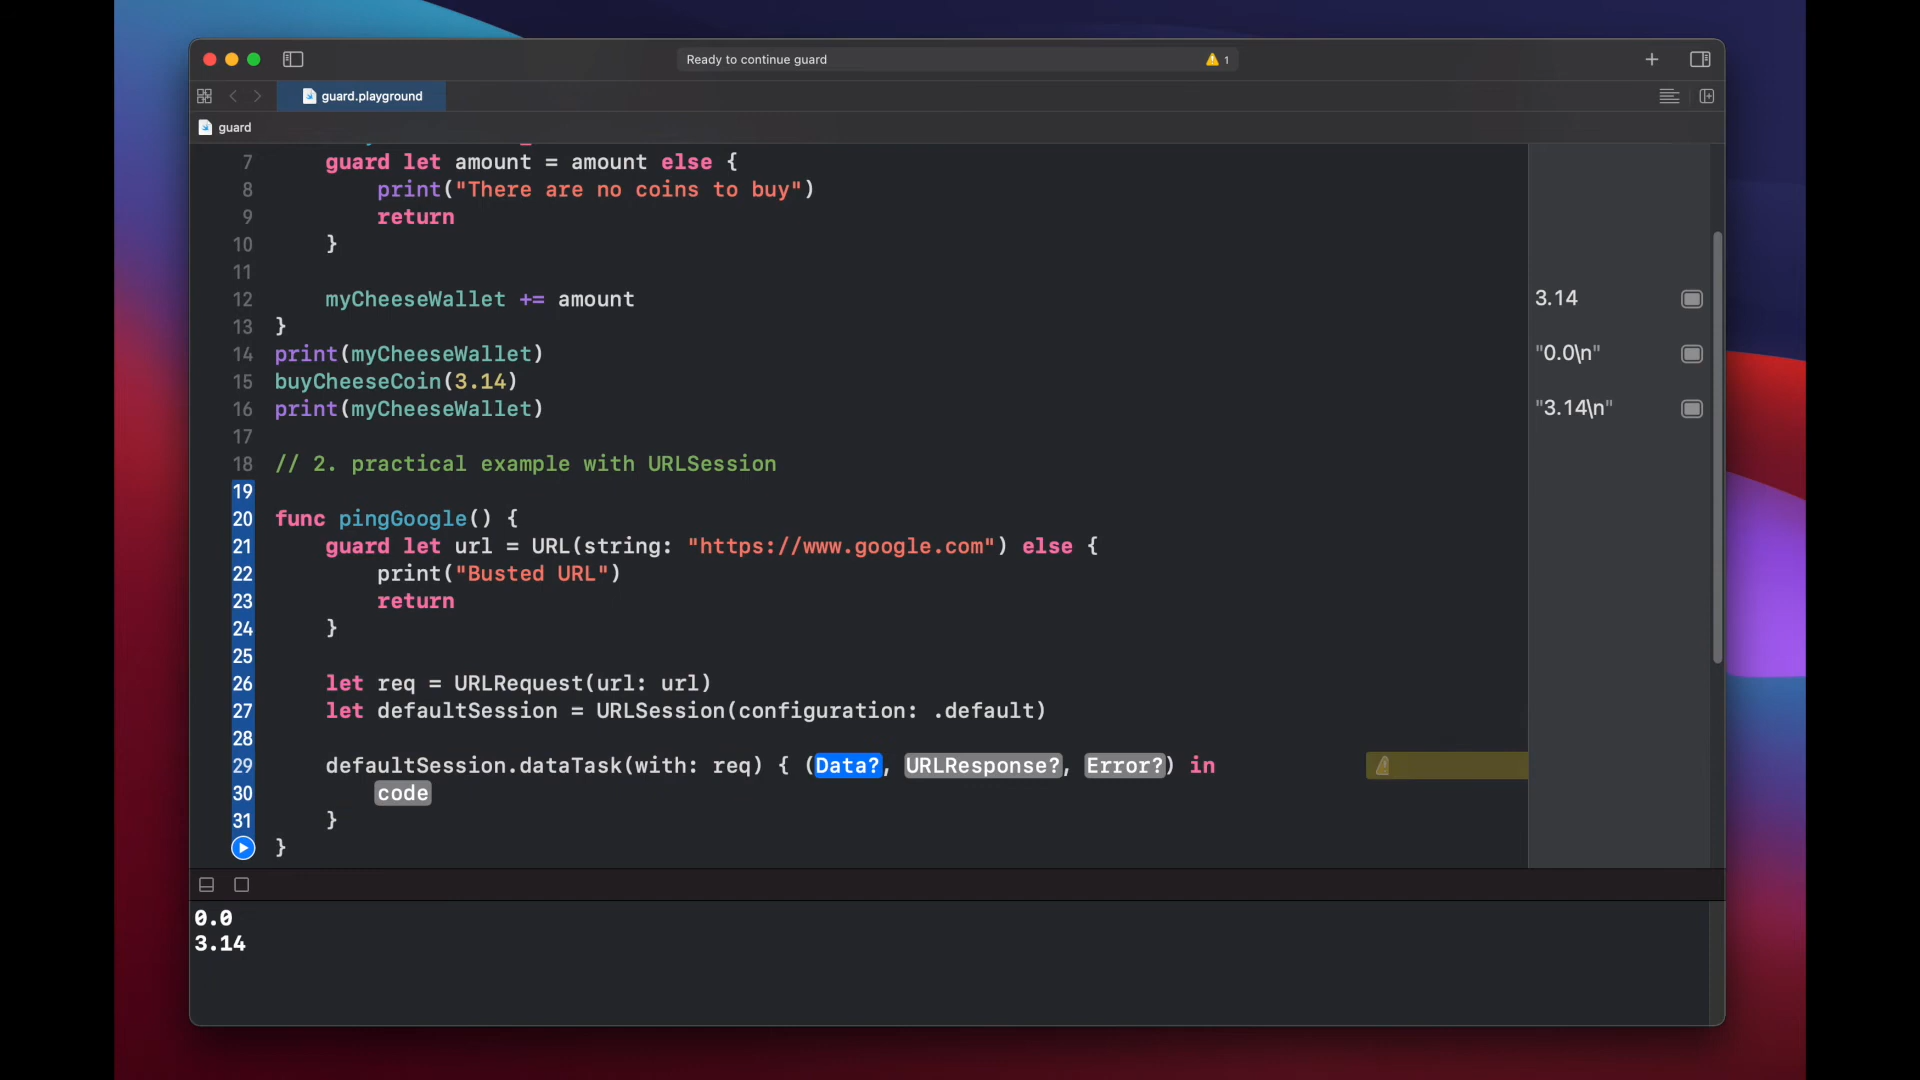 Ready to continue guard
1
guard.playground
guard
7 guard let amount = amount else {
8 print("There are no coins to buy")
9 return
10 }
11
12 myCheeseWallet += amount
3.14
13 }
14 print(myCheeseWallet)
"0.0\n"
15 buyCheeseCoin(3.14)
16 print(myCheeseWallet)
"3.14\n"
17
18 // 2. practical example with URLSession
19
20 func pingGoogle() {
21 guard let url = URL(string: "https://www.google.com") else {
22 print("Busted URL")
23 return
24 }
25
26 let req = URLRequest(url: url)
27 let defaultSession = URLSession(configuration: .default)
28
29 defaultSession.dataTask(with: req) { (Data?, URLResponse?, Error?) in
30 code
31 }
}
0.0
3.14